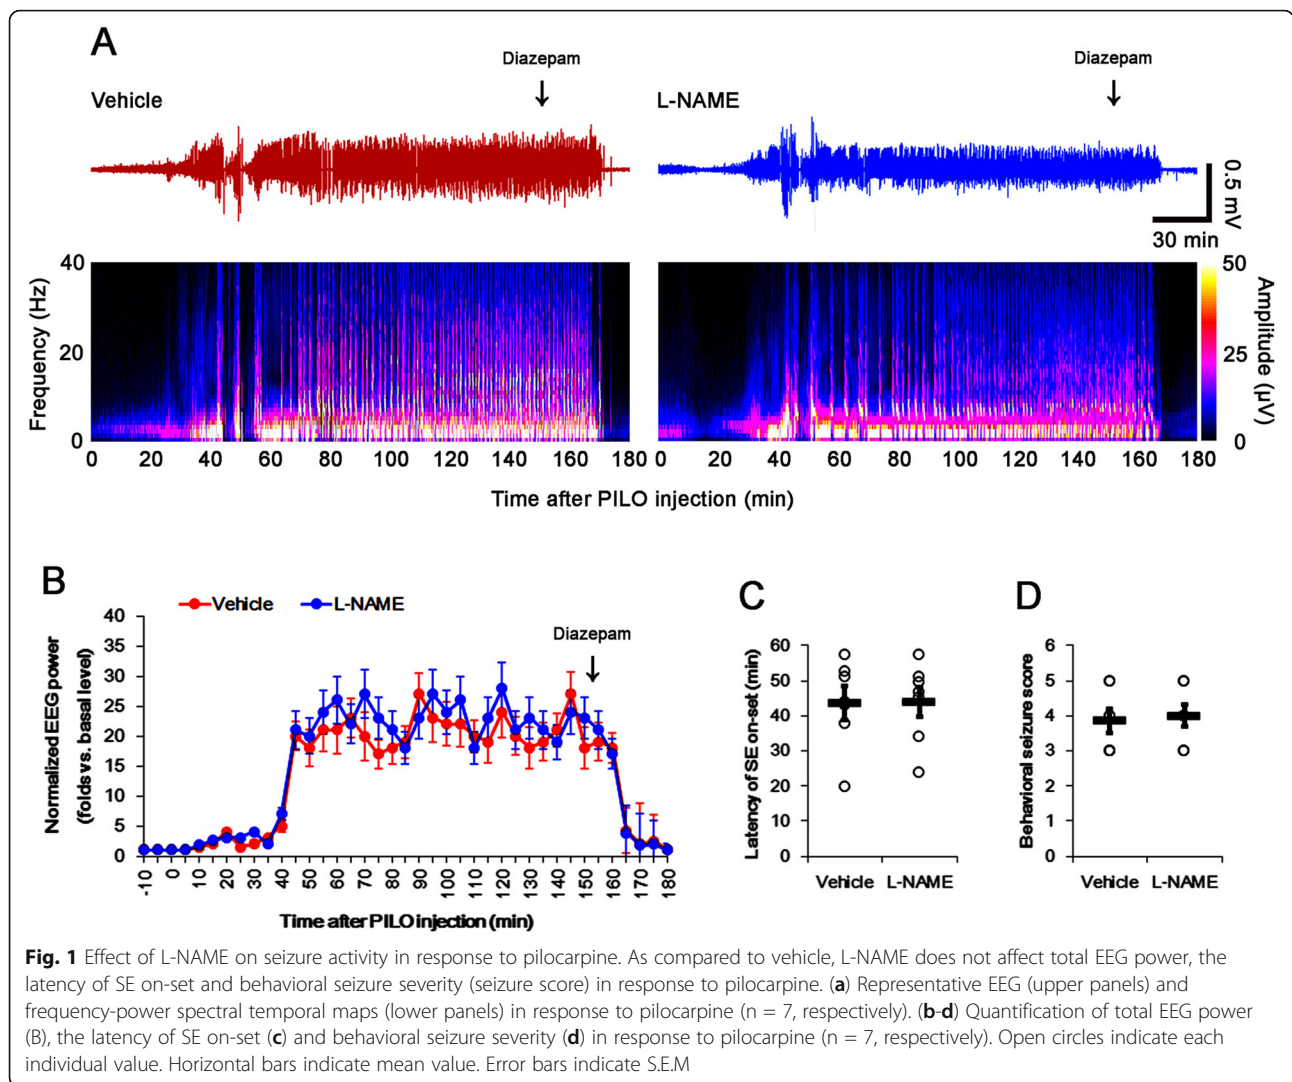 A
Diazepam
Diazepam
Vehicle
L-NAME
0.5 mV
30 min
40
20
0
Frequency (Hz)
50
25
0
Amplitude (µV)
0 20 40 60 80 100 120 140 160 180
0 20 40 60 80 100 120 140 160 180
Time after PILO injection (min)
B
Vehicle L-NAME
Diazepam
Normalized EEEG power
(folds vs. basal level)
40
35
30
25
20
15
10
5
0
-10 0 10 20 30 40 50 60 70 80 90 100 110 120 130 140 150 160 170 180
Time after PILO injection (min)
C
Latency of SE on-set (min)
60
50
40
30
20
10
0
Vehicle L-NAME
D
Behavioral seizure score
6
5
4
3
2
1
0
Vehicle L-NAME
Fig. 1 Effect of L-NAME on seizure activity in response to pilocarpine. As compared to vehicle, L-NAME does not affect total EEG power, the
latency of SE on-set and behavioral seizure severity (seizure score) in response to pilocarpine. (a) Representative EEG (upper panels) and
frequency-power spectral temporal maps (lower panels) in response to pilocarpine (n = 7, respectively). (b-d) Quantification of total EEG power
(B), the latency of SE on-set (c) and behavioral seizure severity (d) in response to pilocarpine (n = 7, respectively). Open circles indicate each
individual value. Horizontal bars indicate mean value. Error bars indicate S.E.M